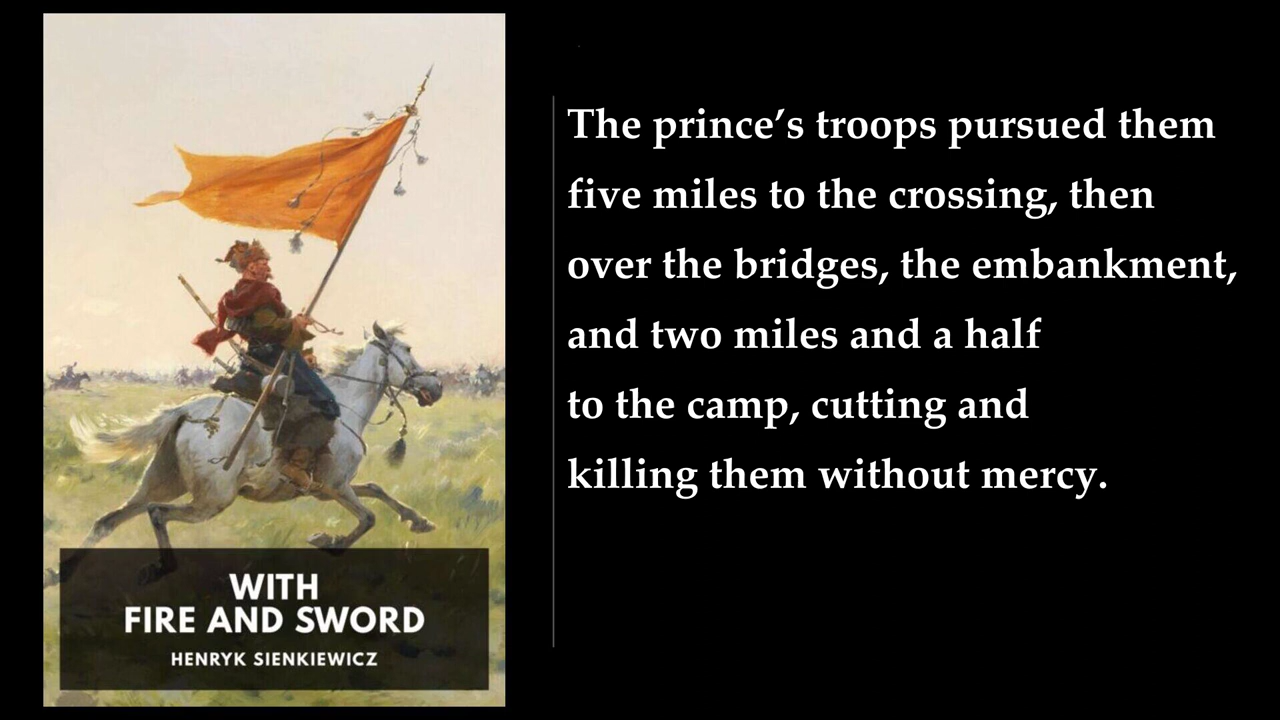 WITH
FIRE AND SWORD
HENRYK SIENKIEWICZ
The prince’s troops pursued them
five miles to the crossing, then
over the bridges, the embankment,
and two miles and a half
to the camp, cutting and
killing them without mercy.